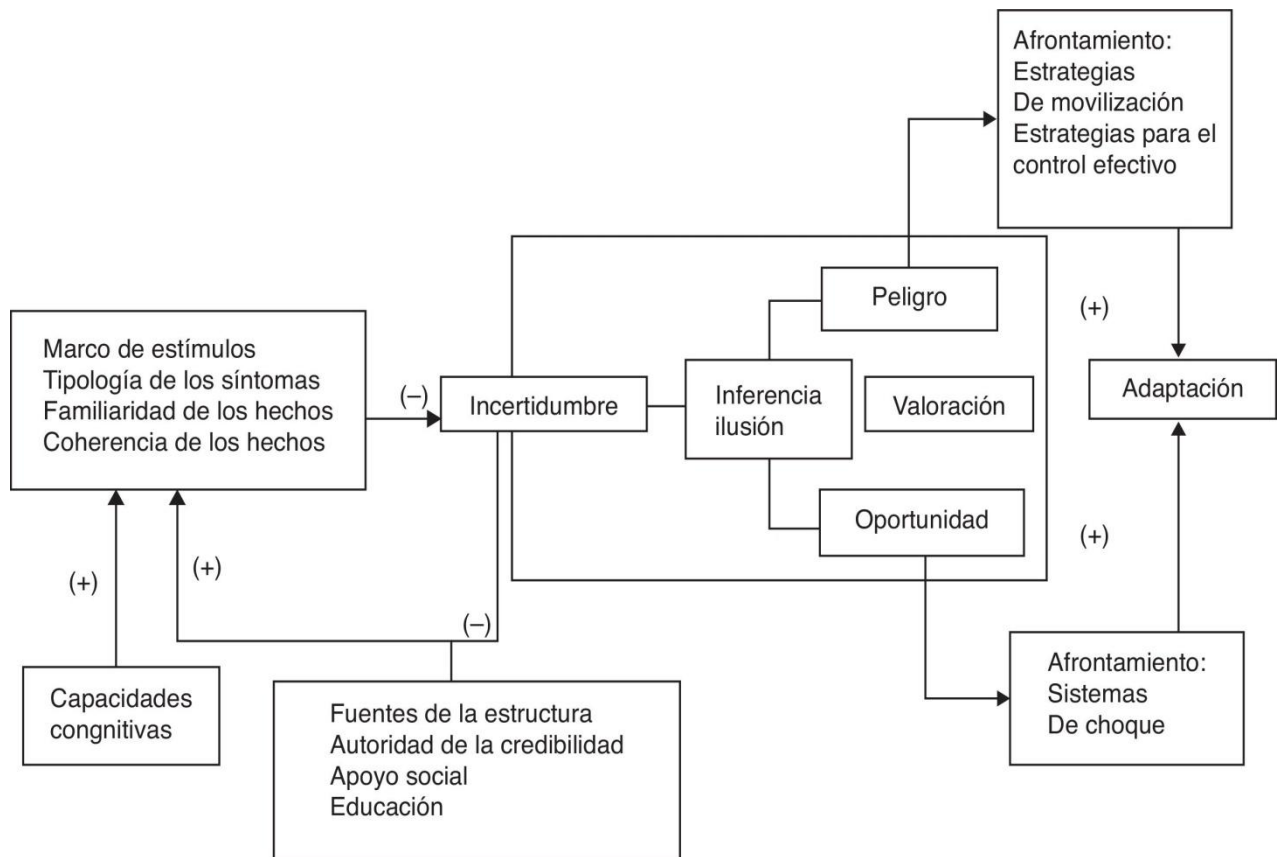 Afrontamiento:
Estrategias
De movilización
Estrategias para el
control efectivo
Peligro
(+)
Marco de estímulos
Tipología de los síntomas
Familiaridad de los hechos
Coherencia de los hechos
(–)
Incertidumbre
Inferencia
ilusión
Valoración
Adaptación
Oportunidad
(+)
(+)
(+)
(–)
Capacidades
congnitivas
Fuentes de la estructura
Autoridad de la credibilidad
Apoyo social
Educación
Afrontamiento:
Sistemas
De choque